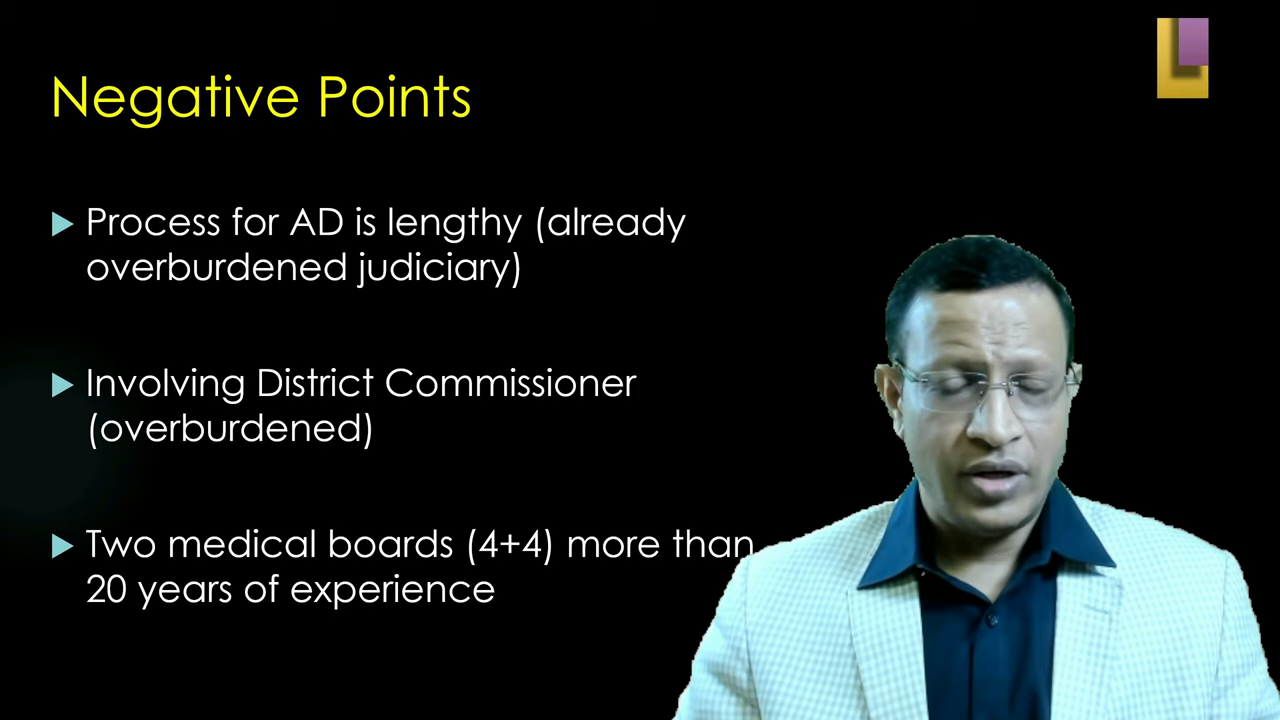 Negative Points
Process for AD is lengthy (already
overburdened judiciary)
Involving District Commissioner
(overburdened)
Two medical boards (4+4) more than
20 years of experience